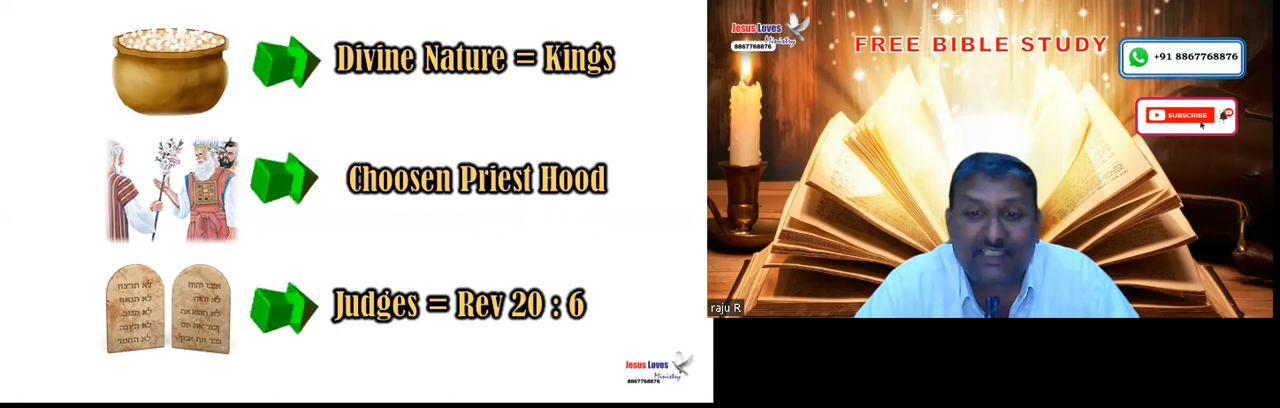 Divine Nature = Kings
Choosen Priest Hood
Judges = Rev 20 : 6
Jesus Loves
Ministry
8867768876
Jesus Loves
Ministry
8867768876
FREE BIBLE STUDY
+91 8867768876
SUBSCRIBE
raju R